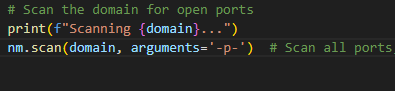 # Scan the domain for open ports
print(f"Scanning {domain}...")
nm.scan(domain, arguments='-p-')  # Scan all ports